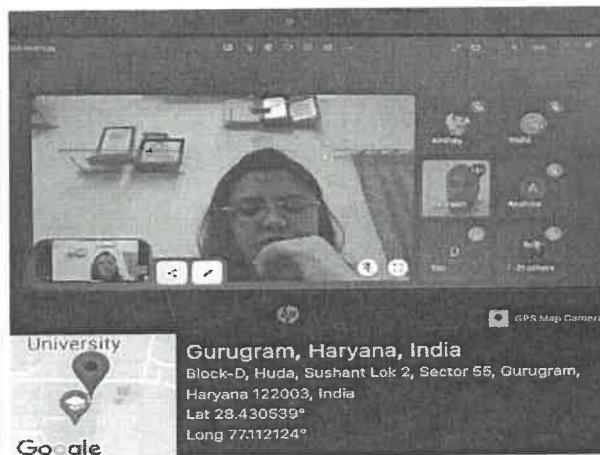 hp
GPS Map Camera
University
Google
Gurugram, Haryana, India
Block-D, Huda, Sushant Lok 2, Sector 55, Gurugram,
Haryana 122003, India
Lat 28.430539°
Long 77.112124°